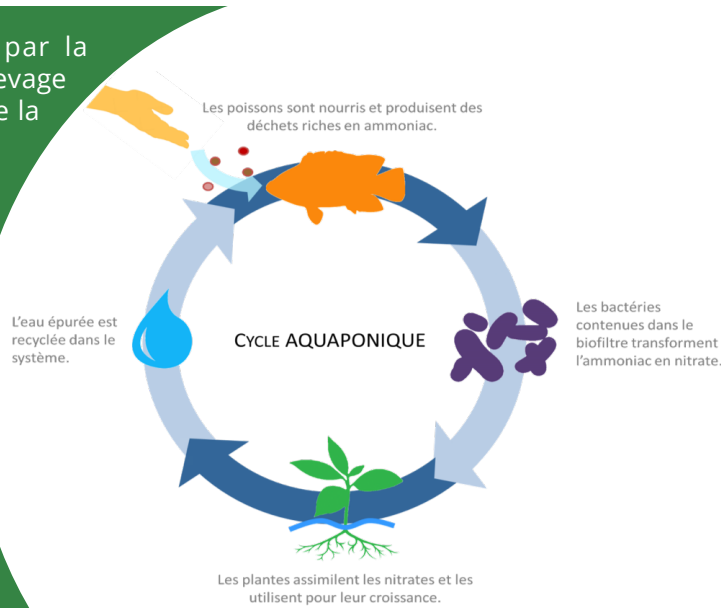 par la
evage
e la
Les poissons sont nourris et produisent des
déchets riches en ammoniac.
L'eau épurée est
recyclée dans le
système.
CYCLE AQUAPONIQUE
Les bactéries
contenues dans le
biofiltre transforment
l'ammoniac en nitrate.
Les plantes assimilent les nitrates et les
utilisent pour leur croissance.